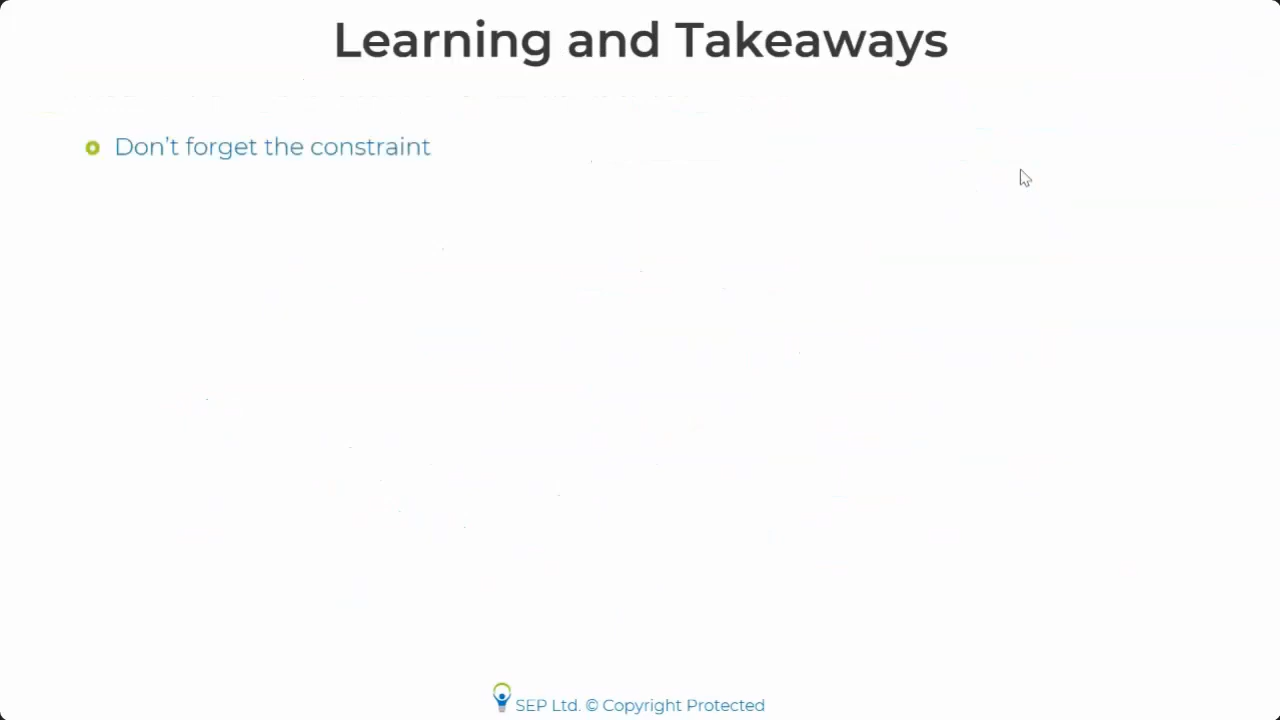 Learning and Takeaways
Don't forget the constraint
SEP Ltd. © Copyright Protected